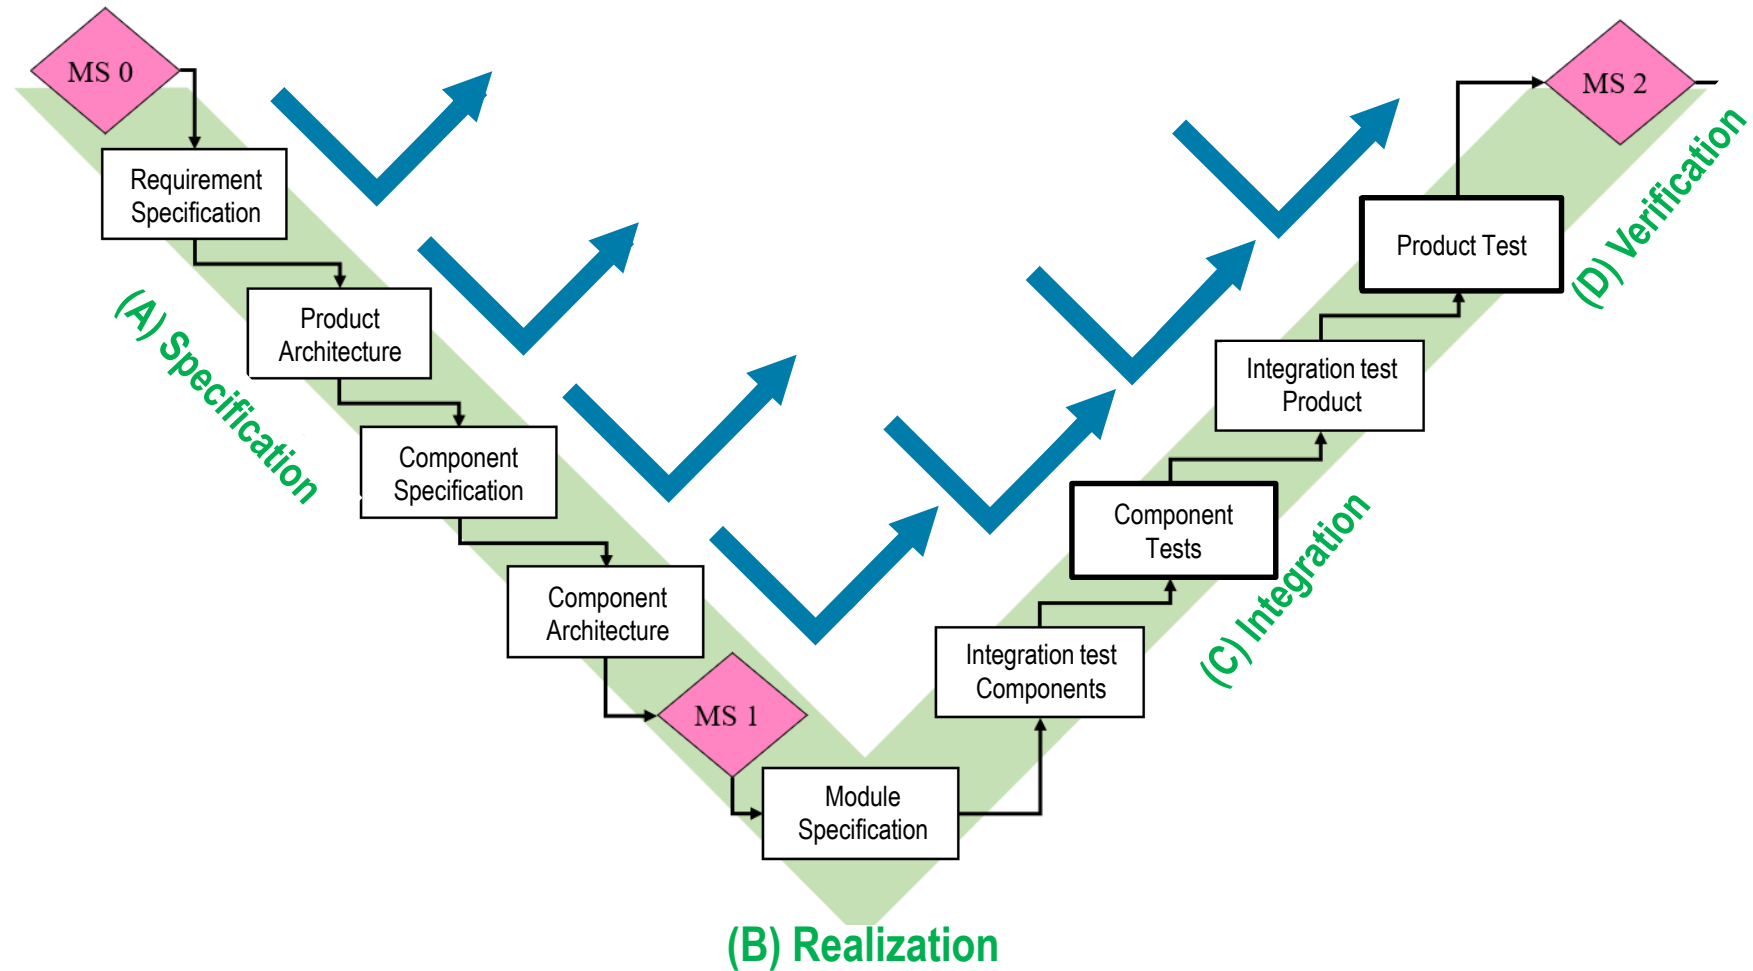 MS 0
Requirement
Specification
Product
Architecture
Component
Specification
Component
Architecture
MS 1
Module
Specification
Integration test
Components
Component
Tests
Integration test
Product
Product Test
MS 2
(A) Specification
(B) Realization
(C) Integration
(D) Verification